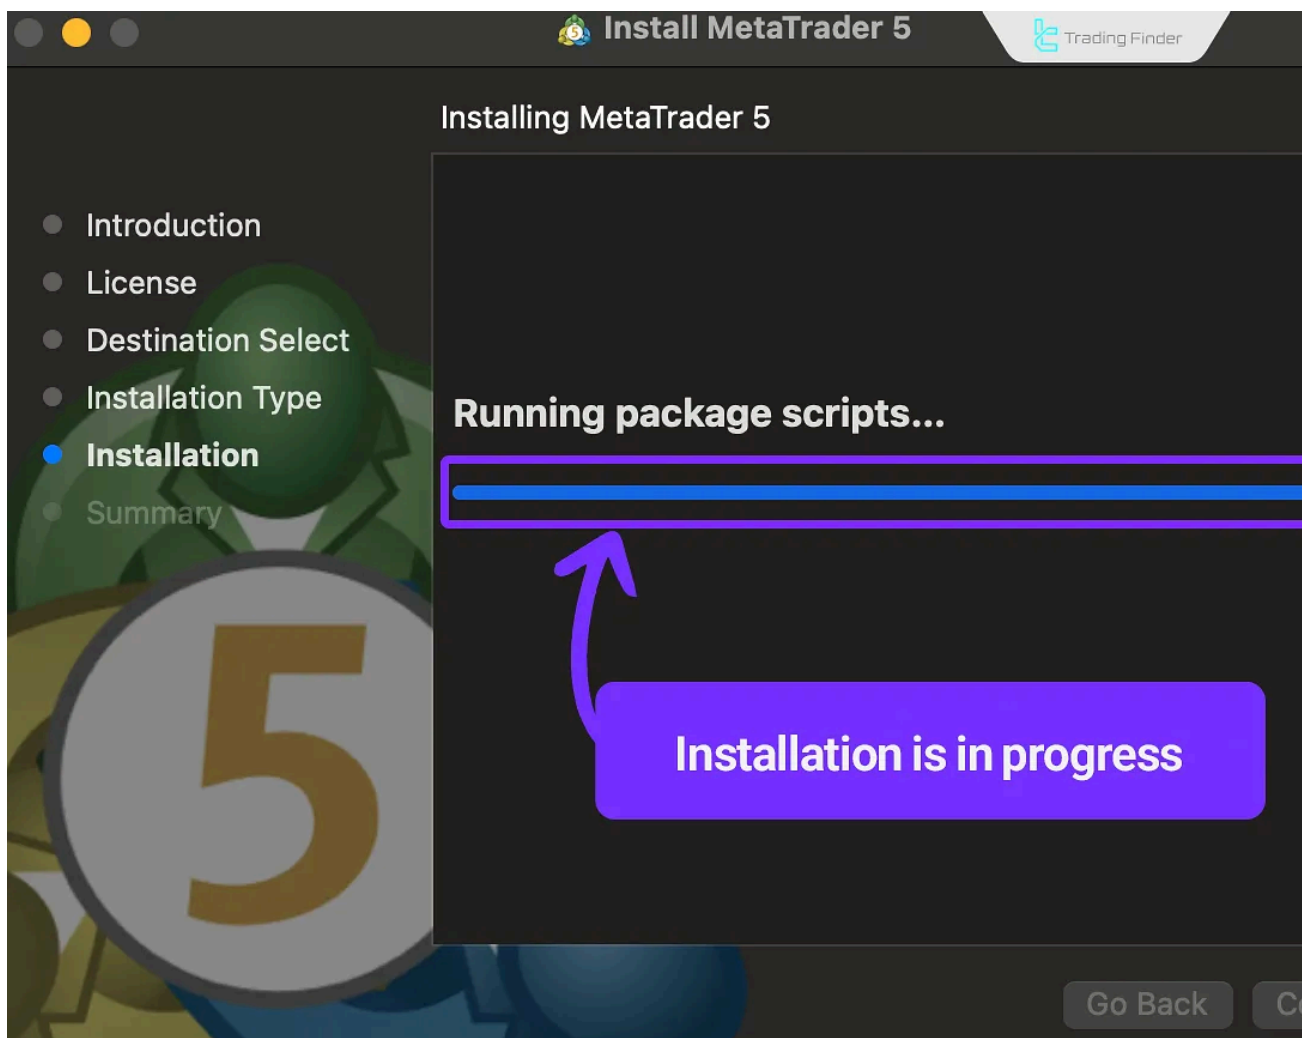 Install MetaTrader 5
Trading Finder
Installing MetaTrader 5
Introduction
License
Destination Select
Installation Type
Installation
Summary
Running package scripts...
5
Installation is in progress
Go Back